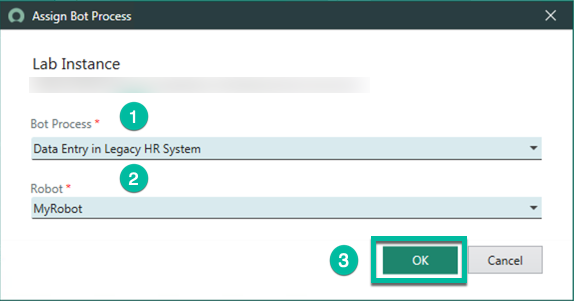 Assign Bot Process
Lab Instance
Bot Process *
1
Data Entry in Legacy HR System
2
Robot *
MyRobot
3
OK
Cancel